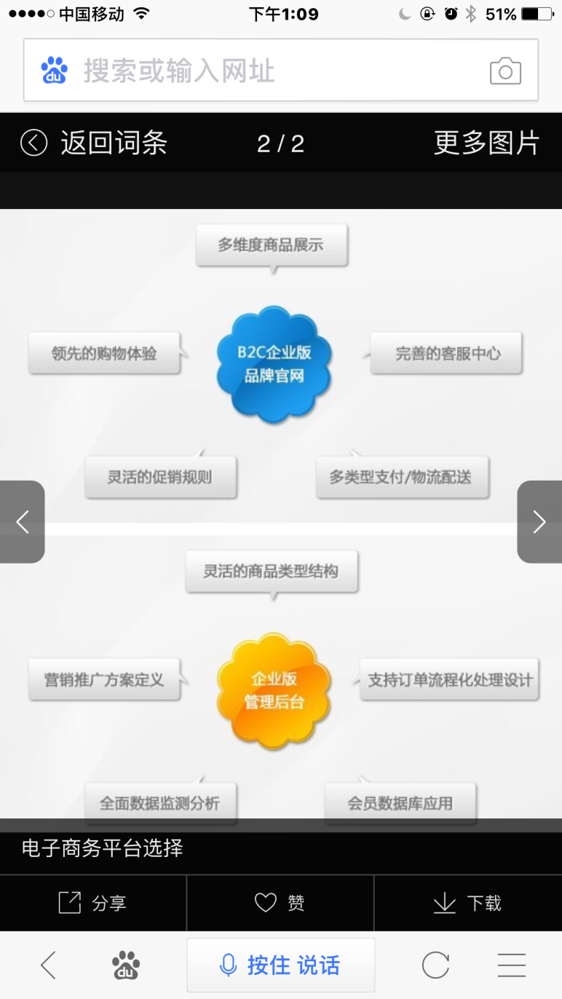 中国移动 下午1:09 51%
du 搜索或输入网址
返回词条 2 / 2 更多图片
多维度商品展示
领先的购物体验
B2C企业版
品牌官网
完善的客服中心
灵活的促销规则
多类型支付/物流配送
灵活的商品类型结构
营销推广方案定义
企业版
管理后台
支持订单流程化处理设计
全面数据监测分析
会员数据库应用
电子商务平台选择
分享 赞 下载
du 按住 说话